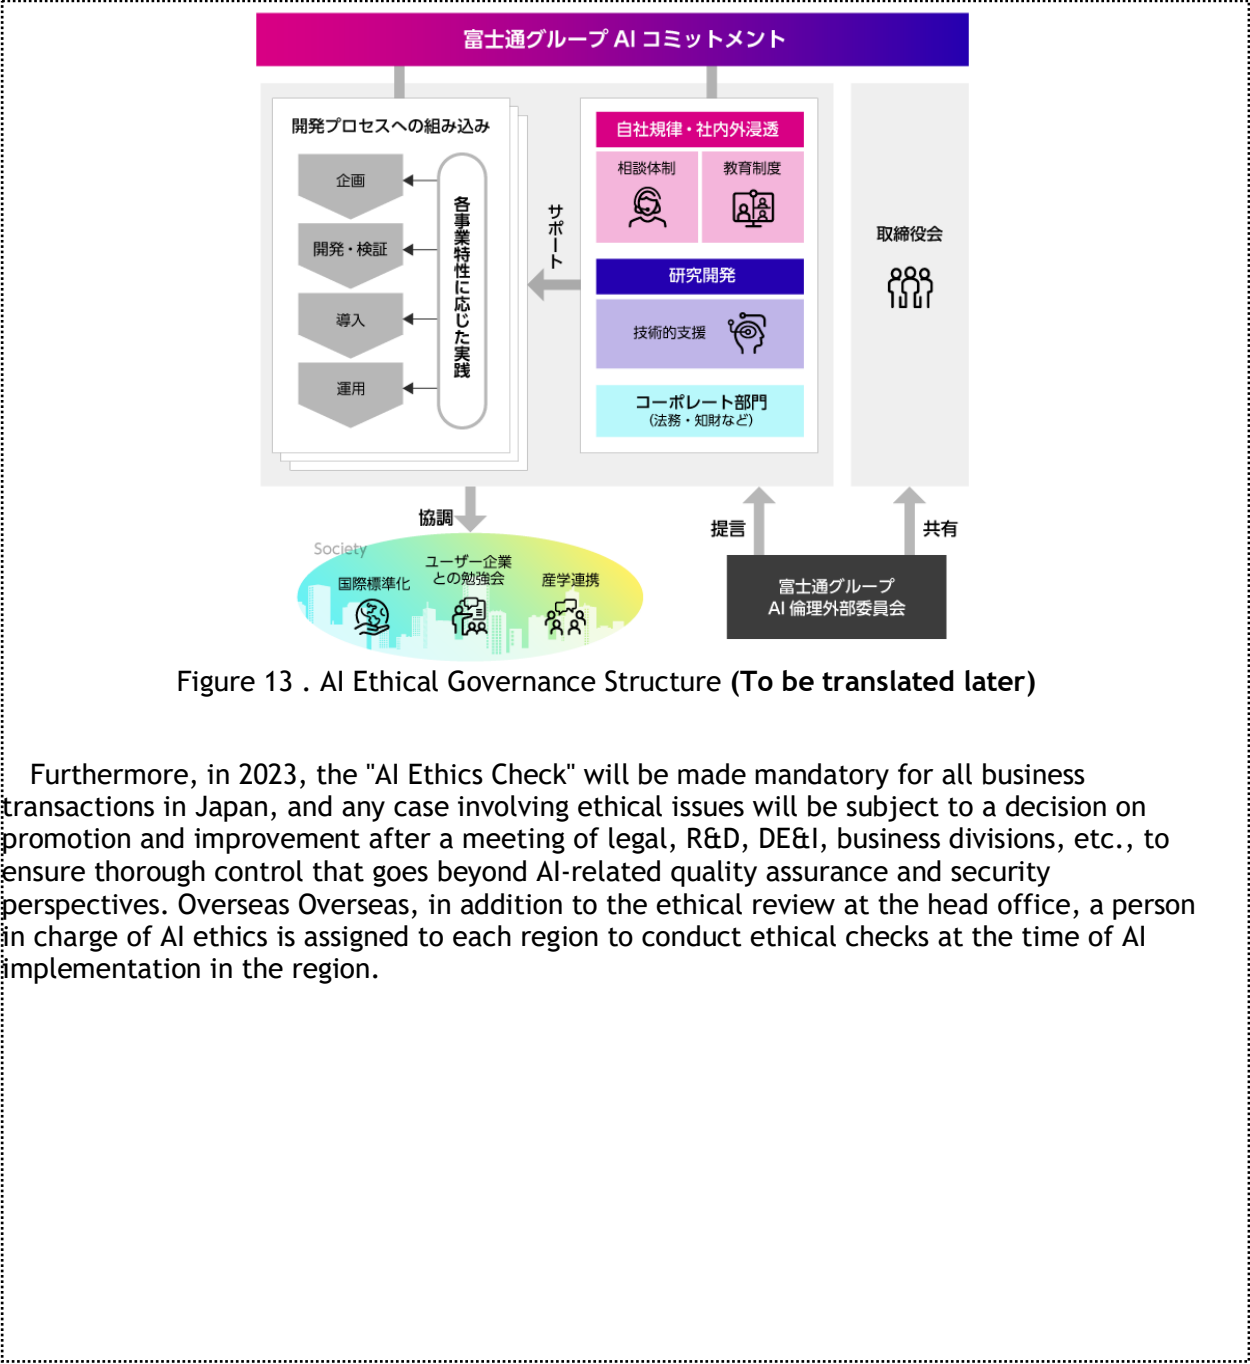 富士通グループ AI コミットメント
開発プロセスへの組み込み
企画
開発・検証
導入
運用
各事業特性に応じた実践
サポート
自社規律・社内外浸透
相談体制
教育制度
研究開発
技術的支援
コーポレート部門
(法務・知財など)
取締役会
協調
提言
共有
Society
国際標準化
ユーザー企業
との勉強会
産学連携
富士通グループ
AI 倫理外部委員会
Figure 13 . AI Ethical Governance Structure (To be translated later)
Furthermore, in 2023, the "AI Ethics Check" will be made mandatory for all business
transactions in Japan, and any case involving ethical issues will be subject to a decision on
promotion and improvement after a meeting of legal, R&D, DE&I, business divisions, etc., to
ensure thorough control that goes beyond AI-related quality assurance and security
perspectives. Overseas Overseas, in addition to the ethical review at the head office, a person
in charge of AI ethics is assigned to each region to conduct ethical checks at the time of AI
implementation in the region.